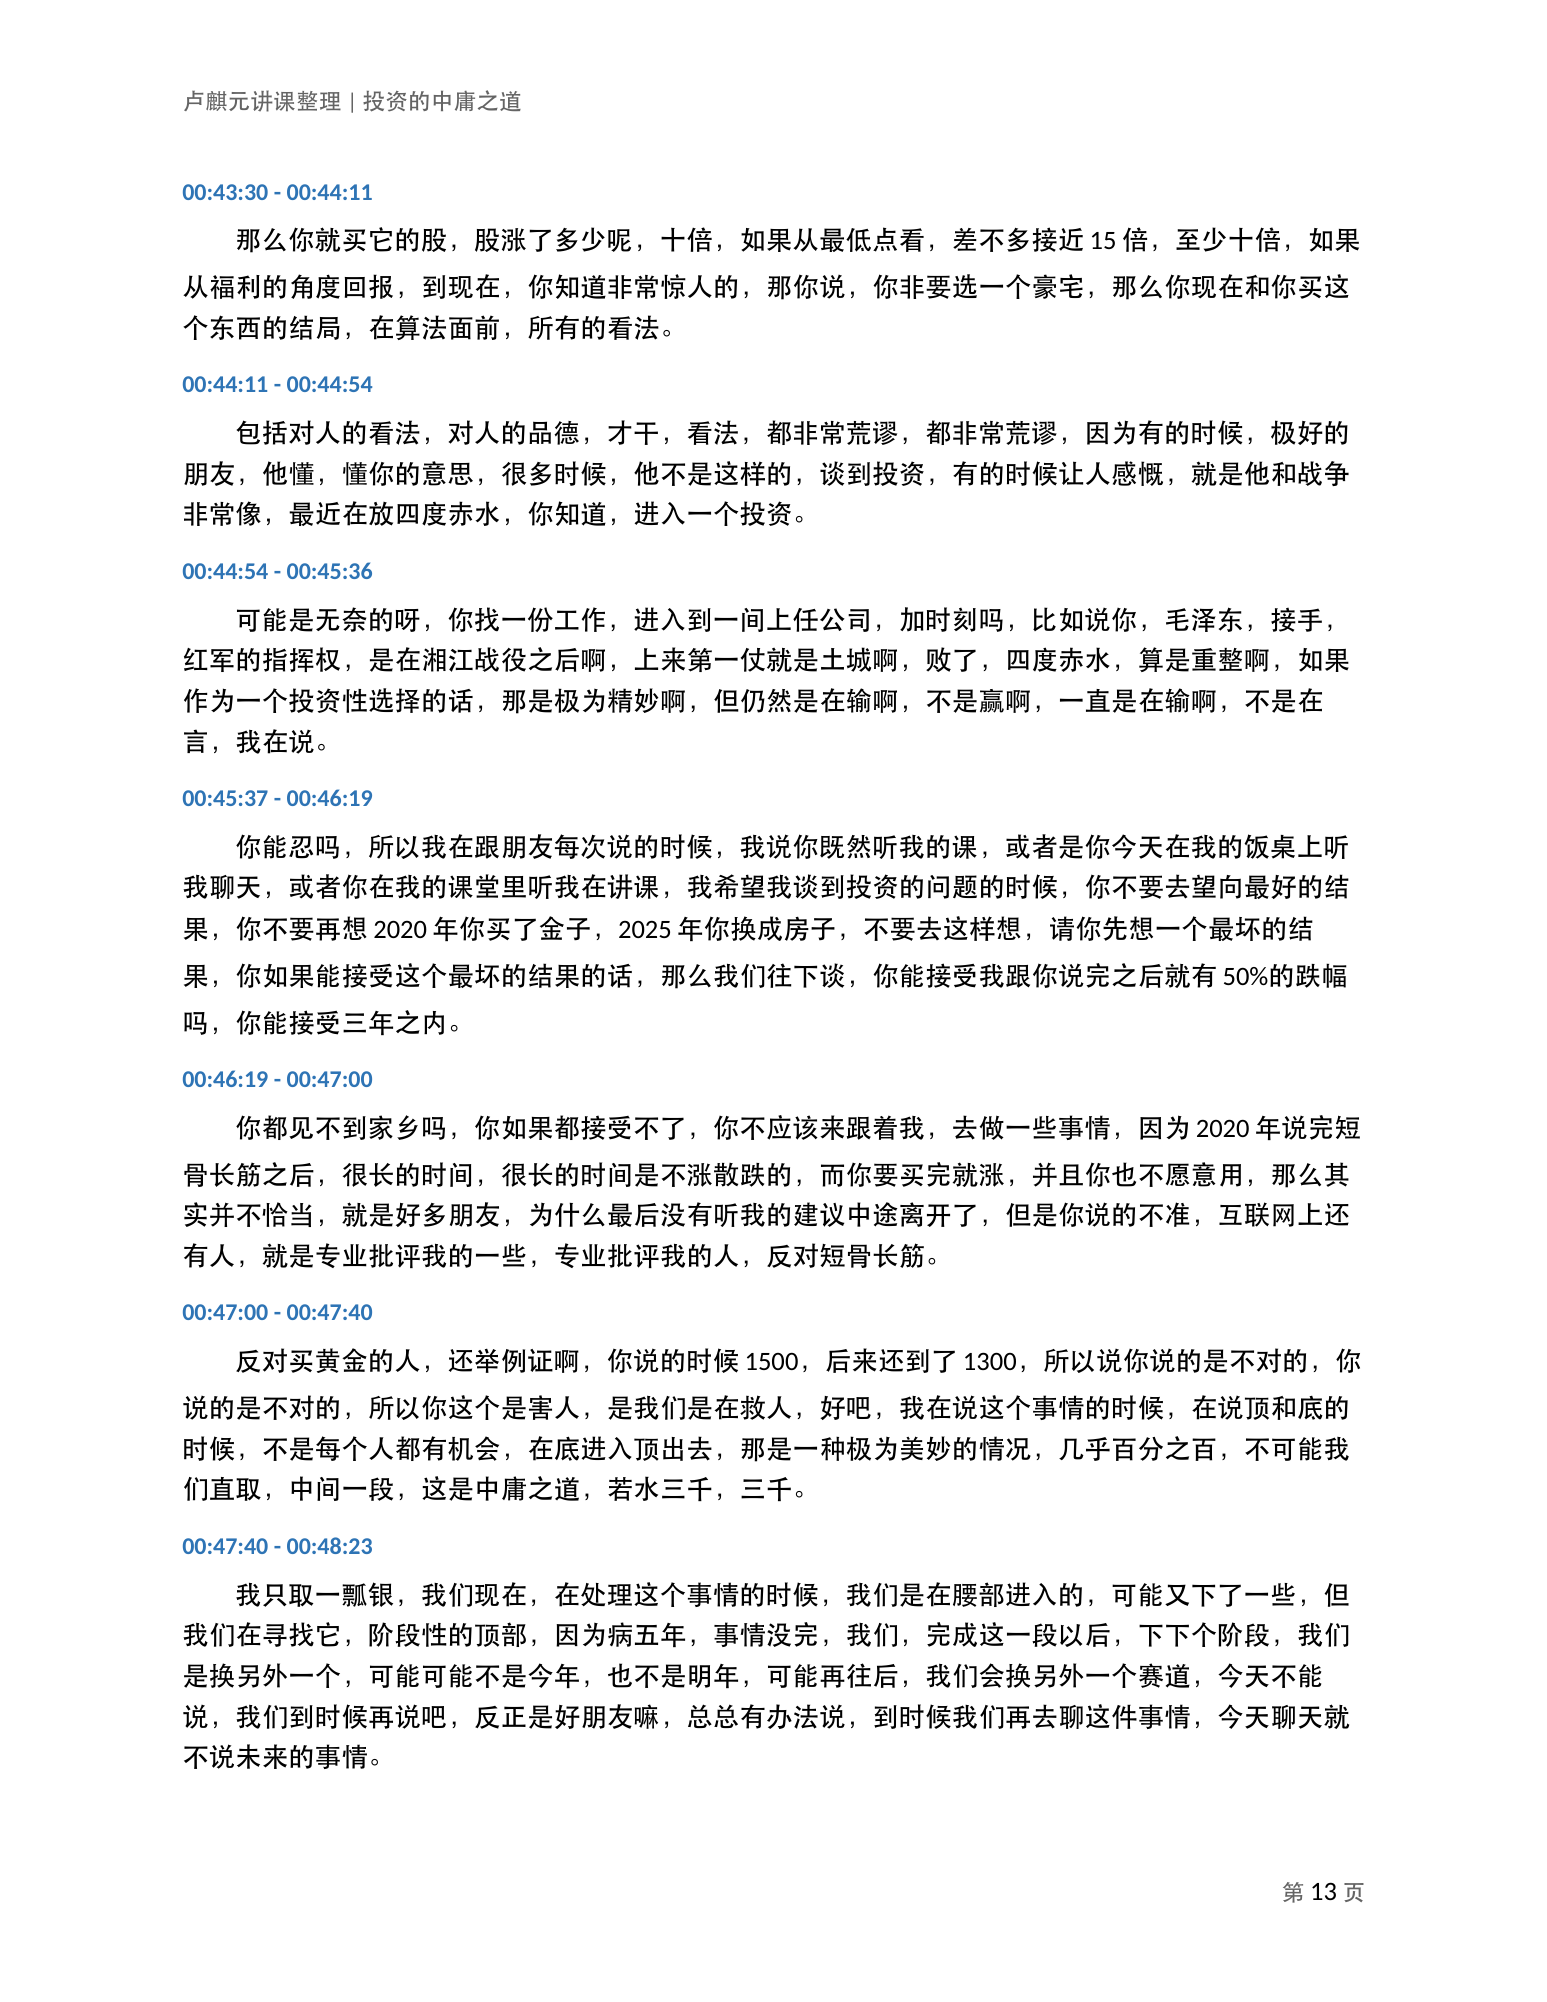 卢麒元讲课整理 | 投资的中庸之道
00:43:30 - 00:44:11
那么你就买它的股，股涨了多少呢，十倍，如果从最低点看，差不多接近 15 倍，至少十倍，如果
从福利的角度回报，到现在，你知道非常惊人的，那你说，你非要选一个豪宅，那么你现在和你买这
个东西的结局，在算法面前，所有的看法。
00:44:11 - 00:44:54
包括对人的看法，对人的品德，才干，看法，都非常荒谬，都非常荒谬，因为有的时候，极好的
朋友，他懂，懂你的意思，很多时候，他不是这样的，谈到投资，有的时候让人感慨，就是他和战争
非常像，最近在放四度赤水，你知道，进入一个投资。
00:44:54 - 00:45:36
可能是无奈的呀，你找一份工作，进入到一间上任公司，加时刻吗，比如说你，毛泽东，接手，
红军的指挥权，是在湘江战役之后啊，上来第一仗就是土城啊，败了，四度赤水，算是重整啊，如果
作为一个投资性选择的话，那是极为精妙啊，但仍然是在输啊，不是赢啊，一直是在输啊，不是在
言，我在说。
00:45:37 - 00:46:19
你能忍吗，所以我在跟朋友每次说的时候，我说你既然听我的课，或者是你今天在我的饭桌上听
我聊天，或者你在我的课堂里听我在讲课，我希望我谈到投资的问题的时候，你不要去望向最好的结
果，你不要再想 2020 年你买了金子，2025 年你换成房子，不要去这样想，请你先想一个最坏的结
果，你如果能接受这个最坏的结果的话，那么我们往下谈，你能接受我跟你说完之后就有 50%的跌幅
吗，你能接受三年之内。
00:46:19 - 00:47:00
你都见不到家乡吗，你如果都接受不了，你不应该来跟着我，去做一些事情，因为 2020 年说完短
骨长筋之后，很长的时间，很长的时间是不涨散跌的，而你要买完就涨，并且你也不愿意用，那么其
实并不恰当，就是好多朋友，为什么最后没有听我的建议中途离开了，但是你说的不准，互联网上还
有人，就是专业批评我的一些，专业批评我的人，反对短骨长筋。
00:47:00 - 00:47:40
反对买黄金的人，还举例证啊，你说的时候 1500，后来还到了 1300，所以说你说的是不对的，你
说的是不对的，所以你这个是害人，是我们是在救人，好吧，我在说这个事情的时候，在说顶和底的
时候，不是每个人都有机会，在底进入顶出去，那是一种极为美妙的情况，几乎百分之百，不可能我
们直取，中间一段，这是中庸之道，若水三千，三千。
00:47:40 - 00:48:23
我只取一瓢银，我们现在，在处理这个事情的时候，我们是在腰部进入的，可能又下了一些，但
我们在寻找它，阶段性的顶部，因为病五年，事情没完，我们，完成这一段以后，下下个阶段，我们
是换另外一个，可能可能不是今年，也不是明年，可能再往后，我们会换另外一个赛道，今天不能
说，我们到时候再说吧，反正是好朋友嘛，总总有办法说，到时候我们再去聊这件事情，今天聊天就
不说未来的事情。
第 13 页